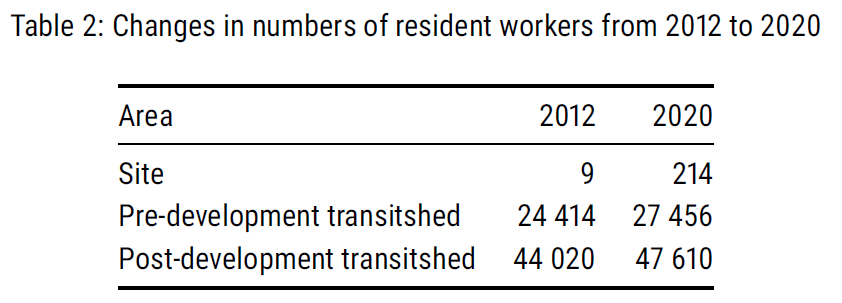 Table 2: Changes in numbers of resident workers from 2012 to 2020
Area 2012 2020
Site 9 214
Pre-development transitshed 24 414 27 456
Post-development transitshed 44 020 47 610